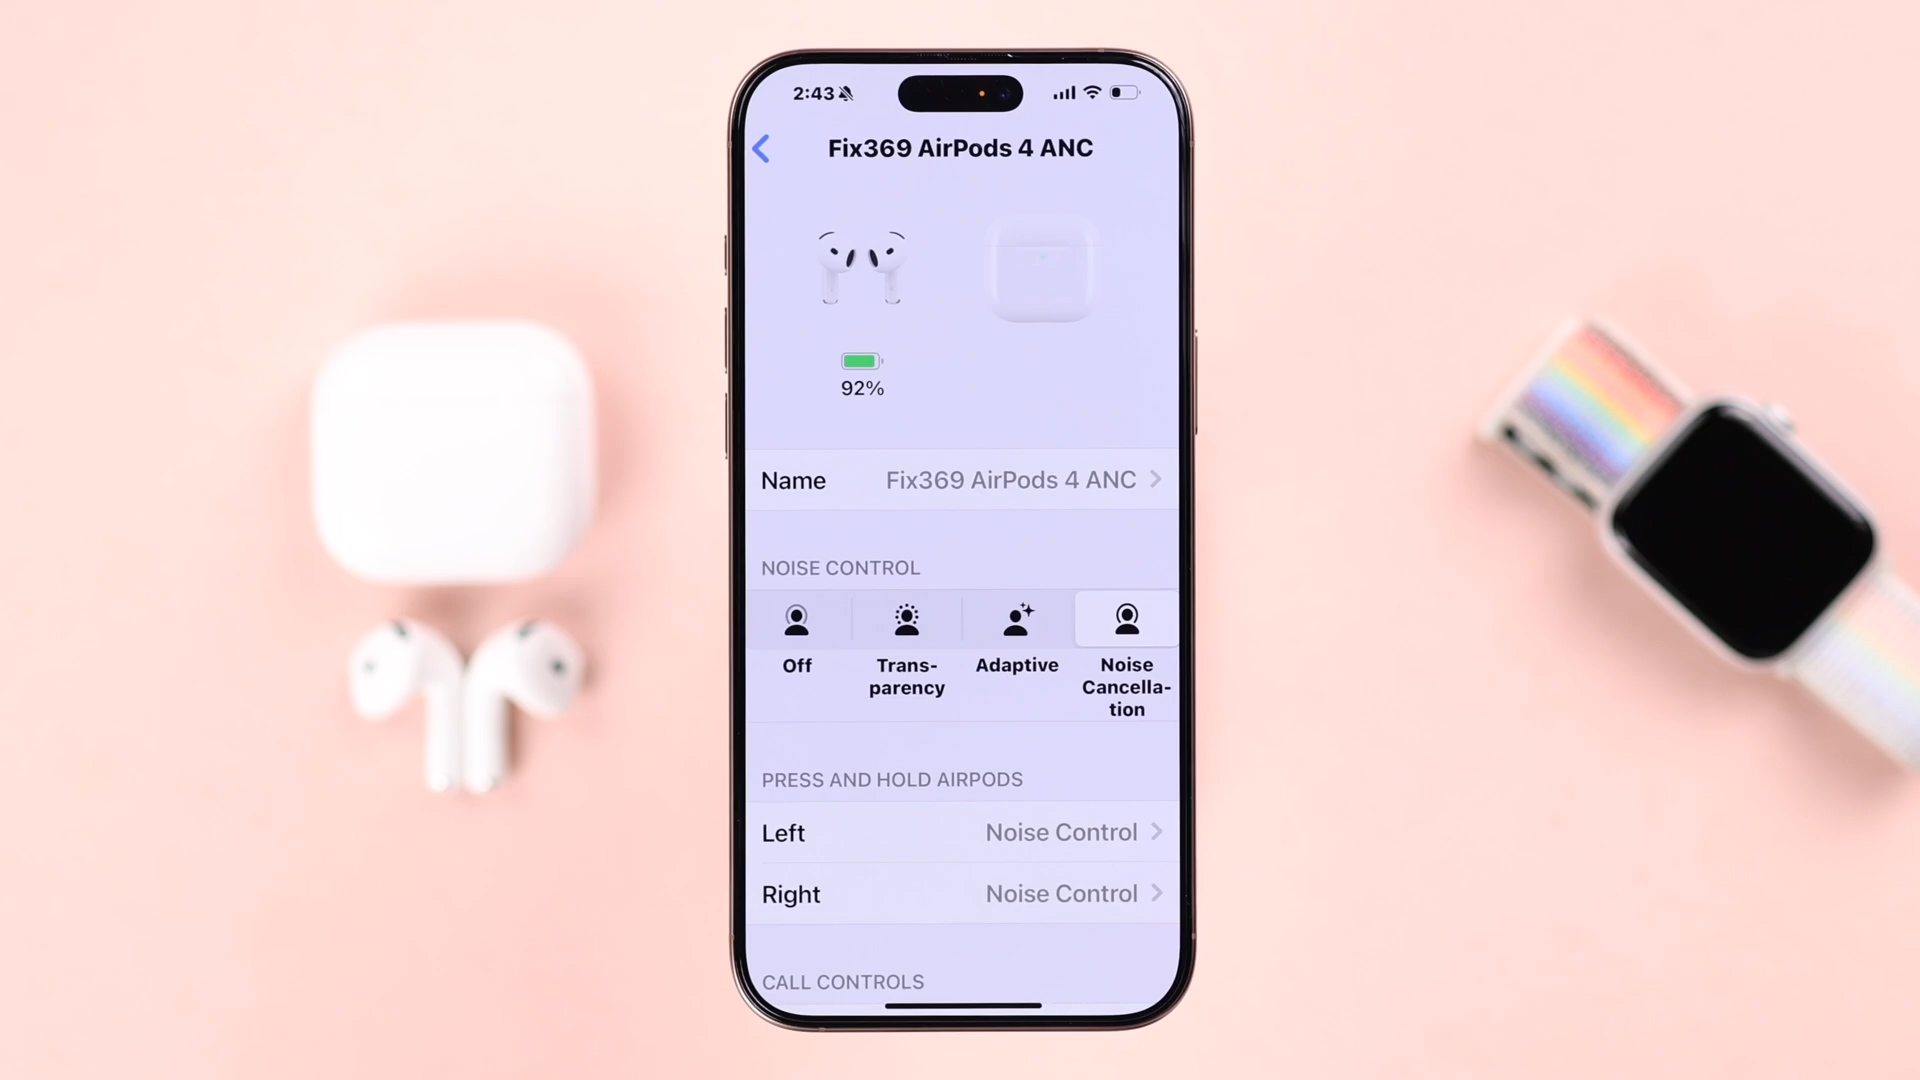 2:43
Fix369 AirPods 4 ANC
92%
Name Fix369 AirPods 4 ANC
NOISE CONTROL
Off
Trans-
parency
Adaptive
Noise
Cancella-
tion
PRESS AND HOLD AIRPODS
Left Noise Control
Right Noise Control
CALL CONTROLS